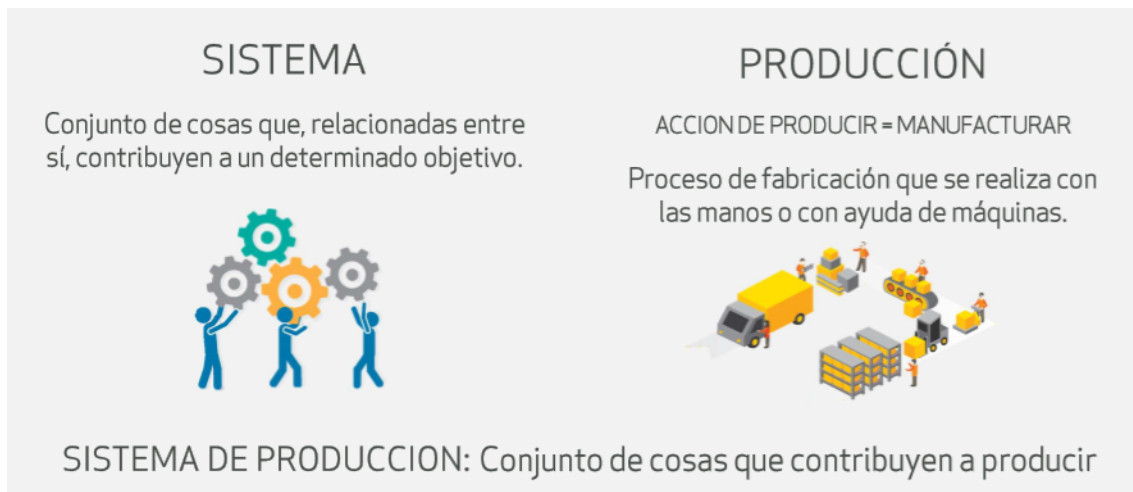 SISTEMA
Conjunto de cosas que, relacionadas entre
sí, contribuyen a un determinado objetivo.
PRODUCCIÓN
ACCION DE PRODUCIR = MANUFACTURAR
Proceso de fabricación que se realiza con
las manos o con ayuda de máquinas.
SISTEMA DE PRODUCCION: Conjunto de cosas que contribuyen a producir